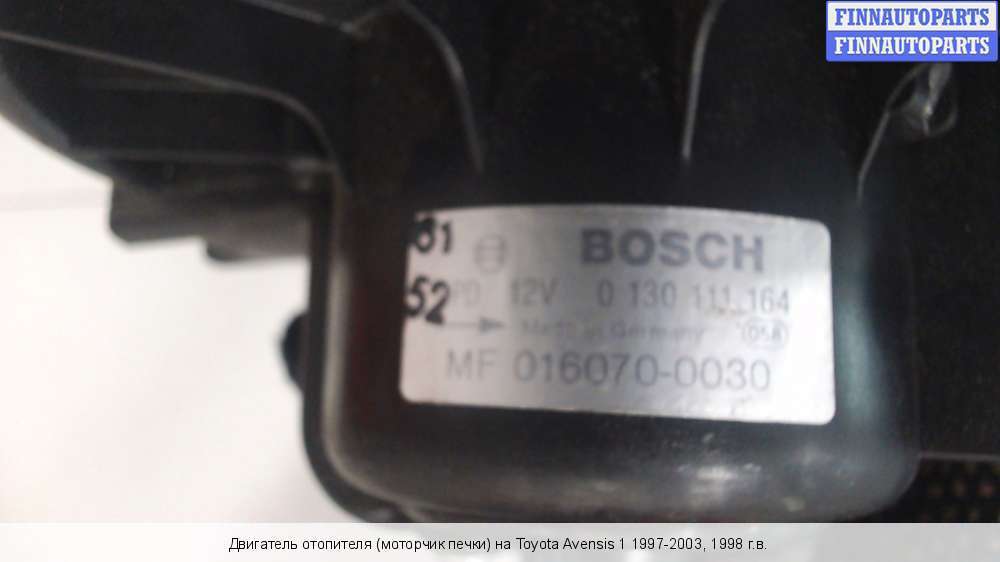 FINNAUTOPARTS
FINNAUTOPARTS
61
BOSCH
52
12V 0 130 111 164
Made in Germany
MF 016070-0030
Двигатель отопителя (моторчик печки) на Toyota Avensis 1 1997-2003, 1998 г.в.